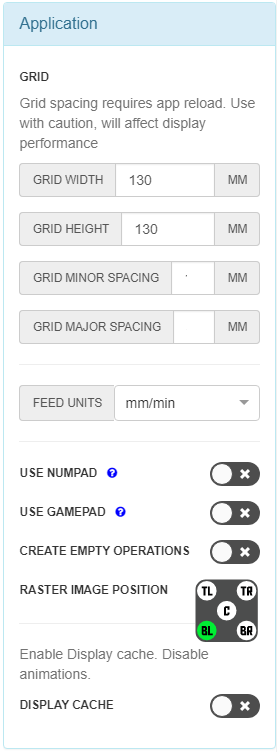 Application
GRID
Grid spacing requires app reload. Use
with caution, will affect display
performance
GRID WIDTH 130 MM
GRID HEIGHT 130 MM
GRID MINOR SPACING MM
GRID MAJOR SPACING MM
FEED UNITS mm/min
USE NUMPAD ?
USE GAMEPAD ?
CREATE EMPTY OPERATIONS
RASTER IMAGE POSITION
TL TR
C
BL BR
Enable Display cache. Disable
animations.
DISPLAY CACHE